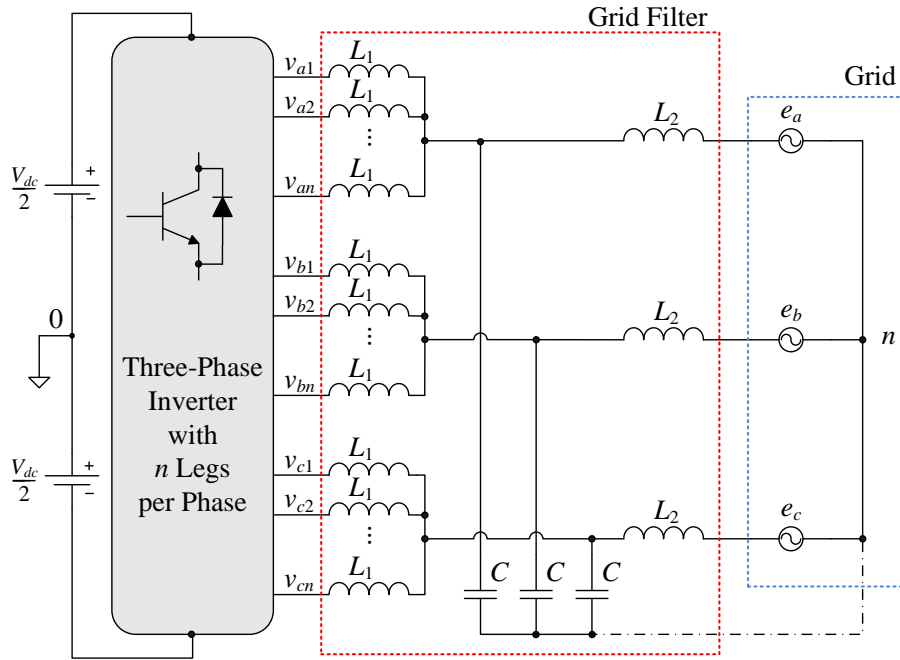 Grid Filter
Grid
V_dc/2
+
−
0
V_dc/2
+
−
Three-Phase
Inverter
with
n Legs
per Phase
v_a1
L_1
v_a2
L_1
⋮
v_an
L_1
v_b1
L_1
v_b2
L_1
⋮
v_bn
L_1
v_c1
L_1
v_c2
L_1
⋮
v_cn
L_1
L_2
e_a
L_2
e_b
n
L_2
e_c
C
C
C